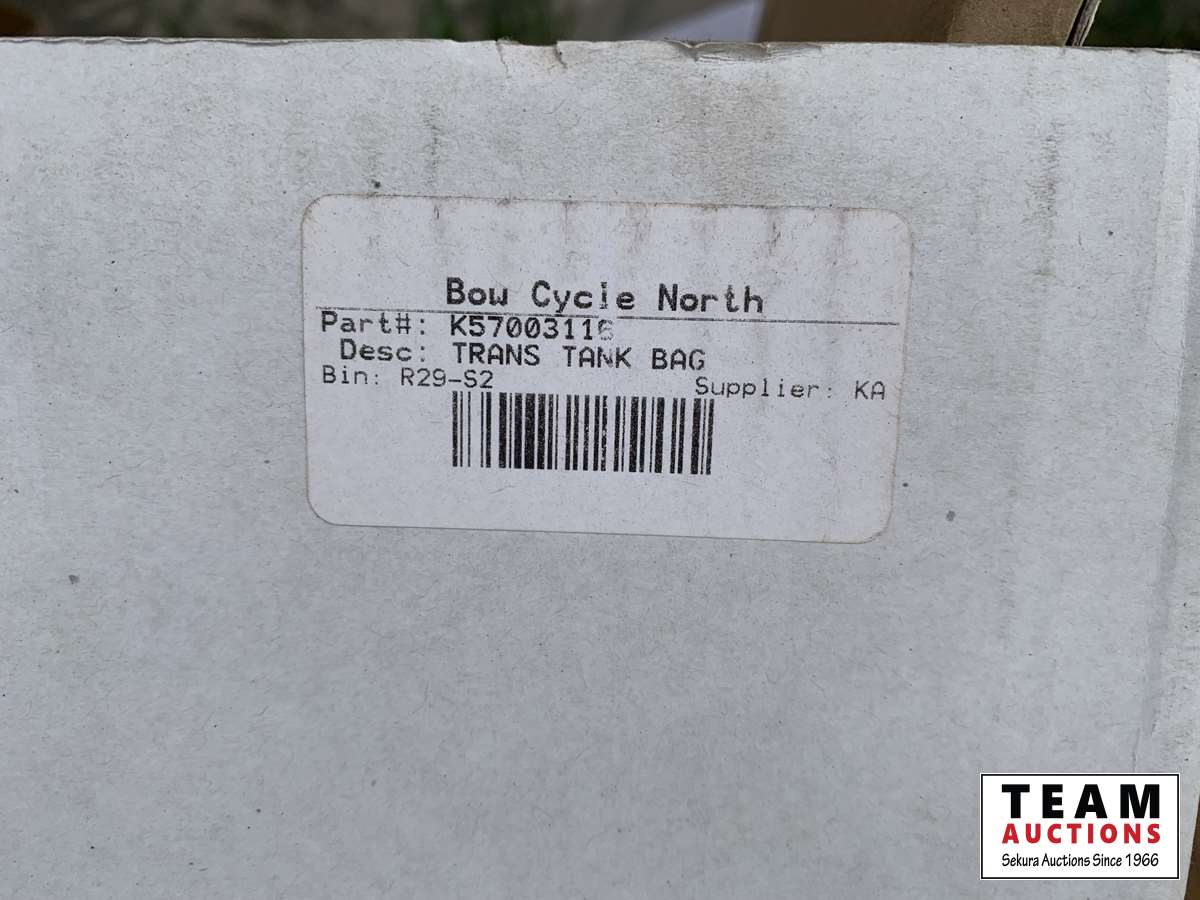 Bow Cycle North
Part#: K57003116
Desc: TRANS TANK BAG
Bin: R29-S2
Supplier: KA
TEAM
AUCTIONS
Sekura Auctions Since 1966